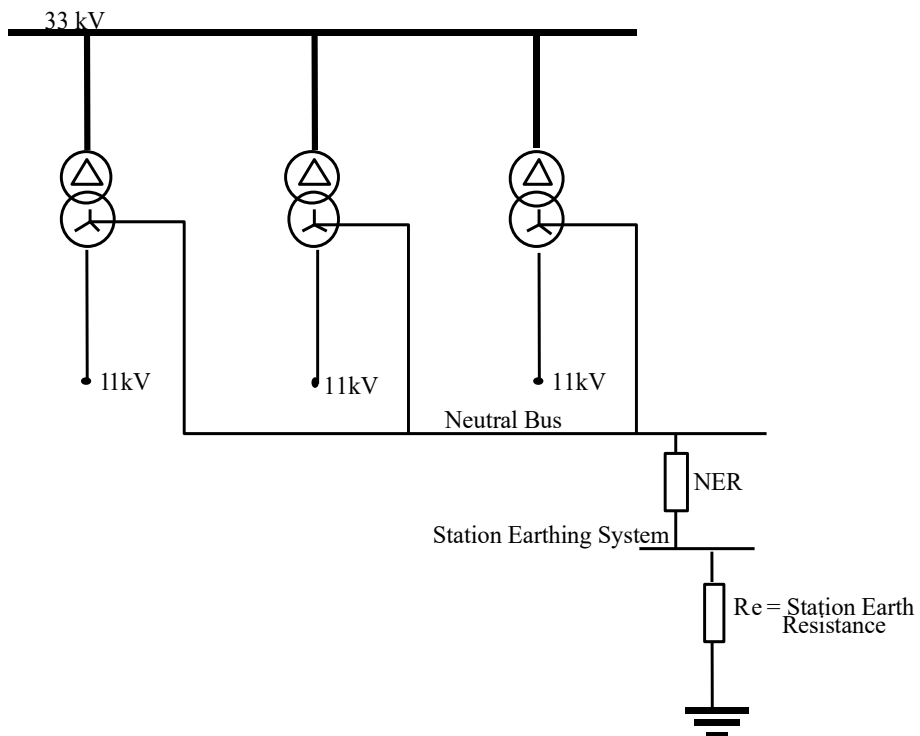 33 kV
11kV
11kV
11kV
Neutral Bus
NER
Station Earthing System
Re = Station Earth
Resistance